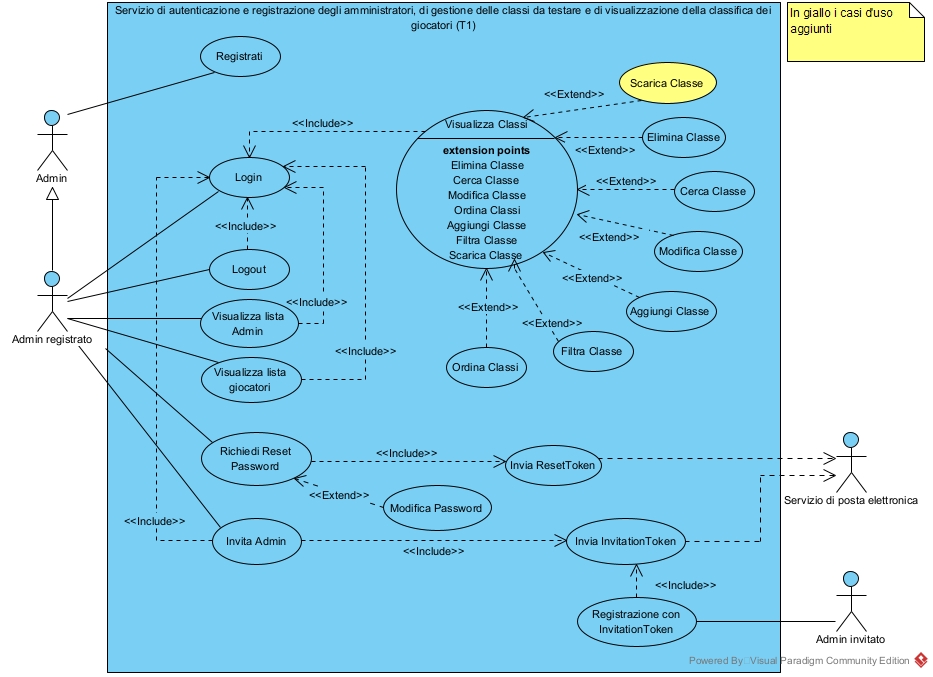 Servizio di autenticazione e registrazione degli amministratori, di gestione delle classi da testare e di visualizzazione della classifica dei
giocatori (T1)
In giallo i casi d'uso
aggiunti
Registrati
Scarica Classe
<<Extend>>
<<Include>>
Visualizza Classi
Elimina Classe
<<Extend>>
extension points
Elimina Classe
Cerca Classe
Modifica Classe
Ordina Classi
Aggiungi Classe
Filtra Classe
Scarica Classe
Admin
Login
<<Extend>>
Cerca Classe
<<Include>>
<<Extend>>
Modifica Classe
Logout
<<Extend>>
<<Include>>
<<Extend>>
Aggiungi Classe
Visualizza lista
Admin
<<Extend>>
Admin registrato
<<Include>>
Filtra Classe
Visualizza lista
giocatori
Ordina Classi
Richiedi Reset
Password
<<Include>>
Invia ResetToken
<<Extend>>
Modifica Password
Servizio di posta elettronica
<<Include>>
Invita Admin
<<Include>>
Invia InvitationToken
<<Include>>
Registrazione con
InvitationToken
Admin invitato
Powered By Visual Paradigm Community Edition